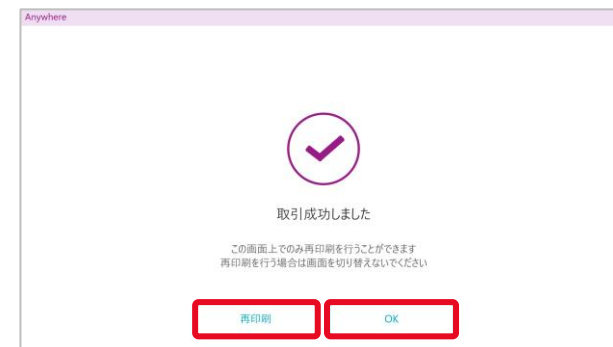 Anywhere
取引成功しました
この画面上でのみ再印刷を行うことができます
再印刷を行う場合は画面を切り替えないでください
再印刷
OK